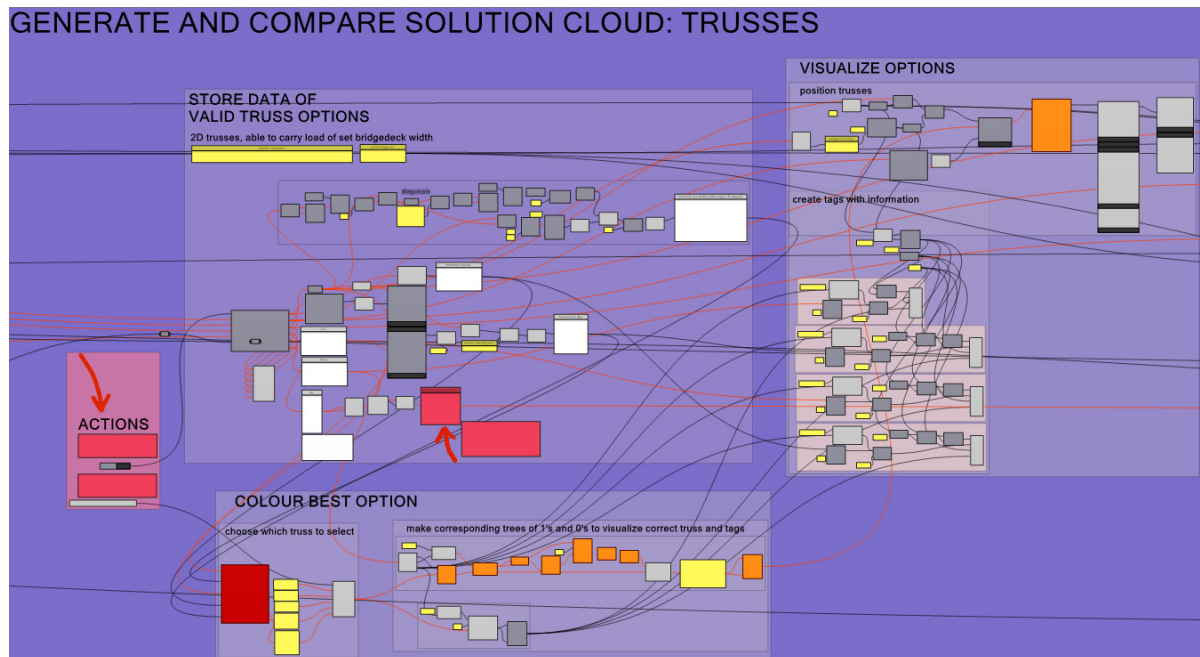 GENERATE AND COMPARE SOLUTION CLOUD: TRUSSES
STORE DATA OF
VALID TRUSS OPTIONS
2D trusses, able to carry load of set bridgedeck width
diagonals
ACTIONS
VISUALIZE OPTIONS
position trusses
create tags with information
COLOUR BEST OPTION
choose which truss to select
make corresponding trees of 1's and 0's to visualize correct truss and tags